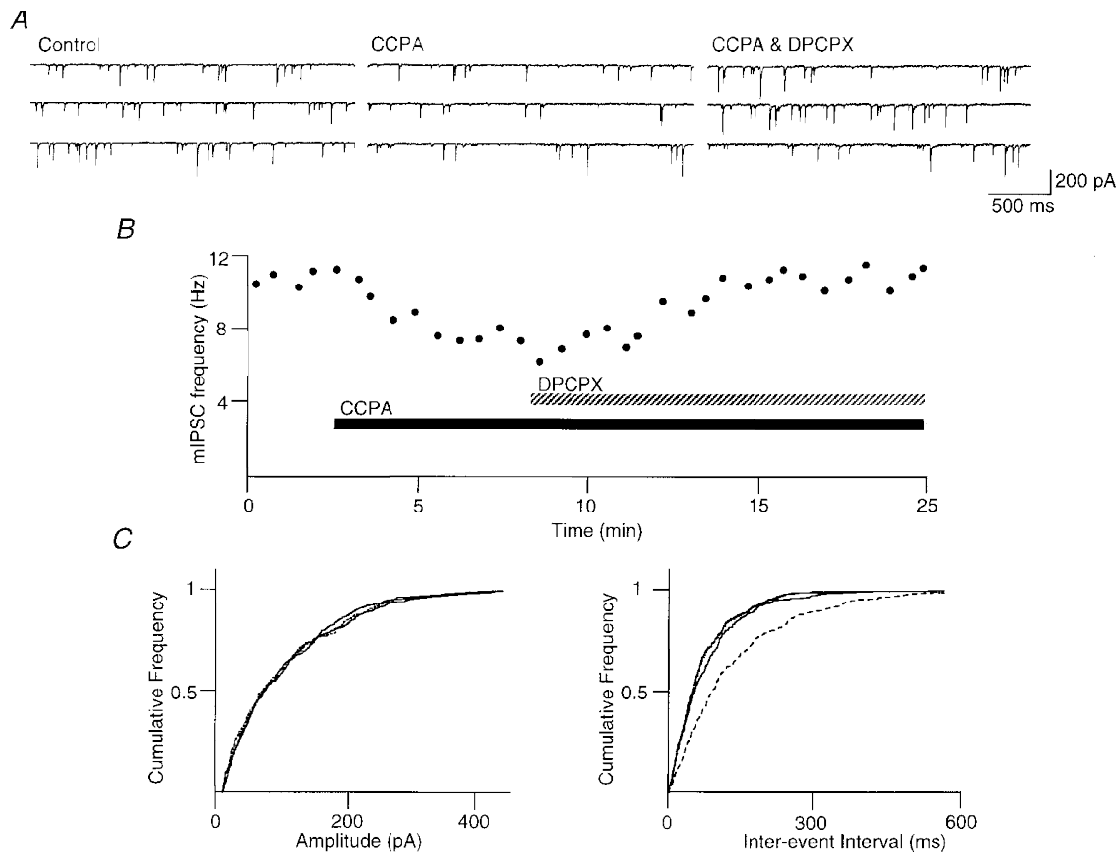 A
Control
CCPA
CCPA & DPCPX
200 pA
500 ms
B
mIPSC frequency (Hz)
12
8
4
DPCPX
CCPA
0
5
10
15
20
25
Time (min)
C
Cumulative Frequency
1
0.5
0
200
400
Amplitude (pA)
Cumulative Frequency
1
0.5
0
300
600
Inter-event Interval (ms)